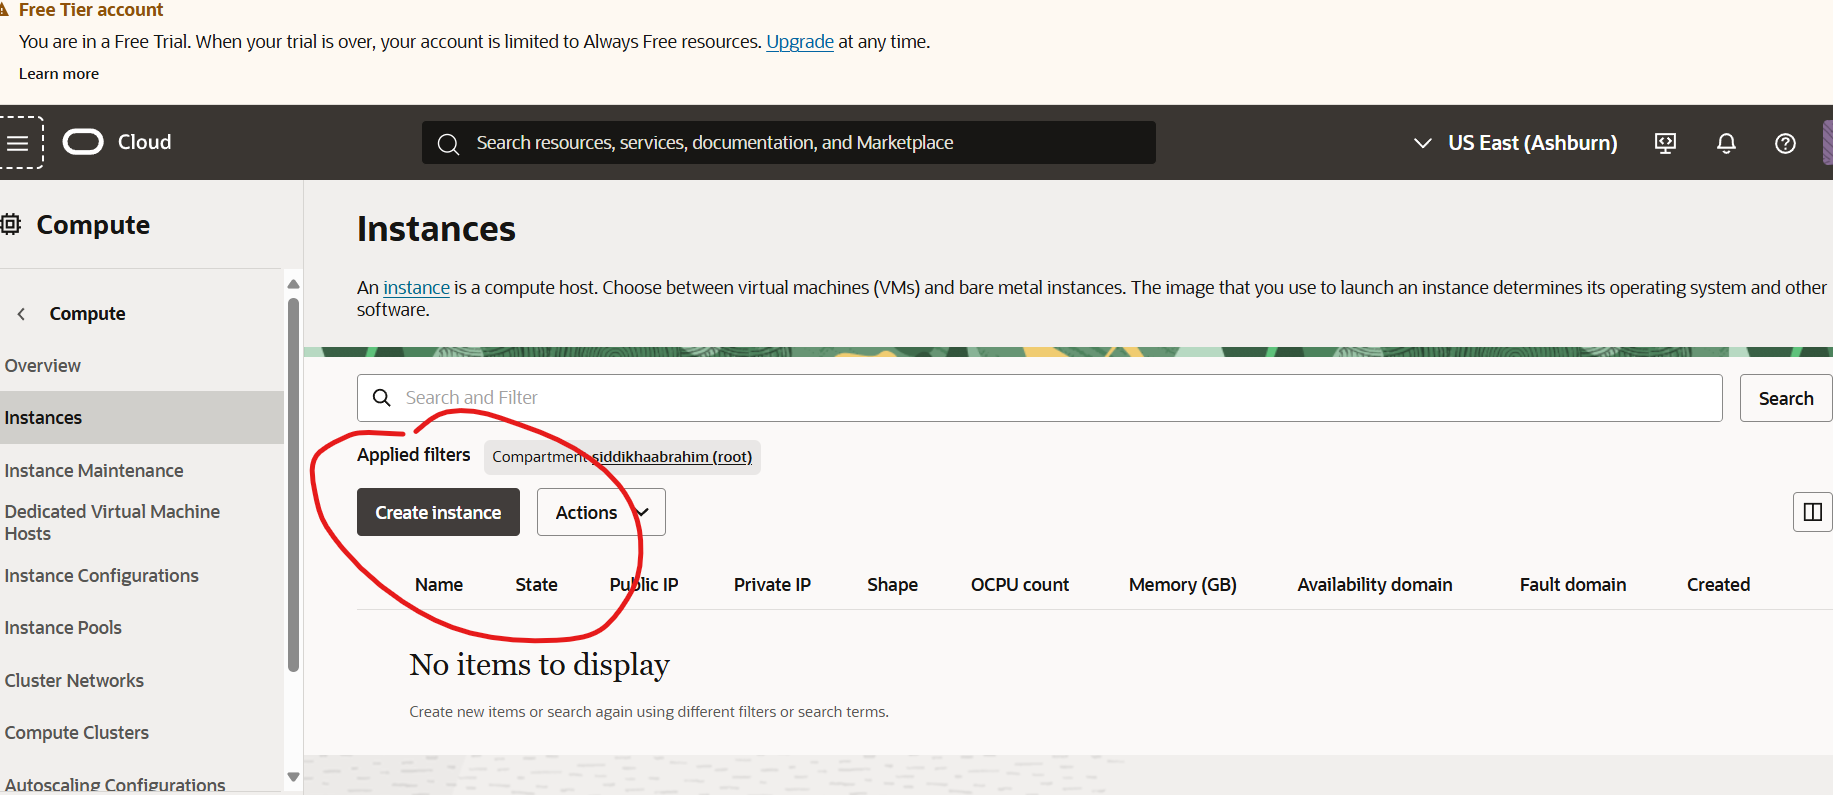 Free Tier account
You are in a Free Trial. When your trial is over, your account is limited to Always Free resources. Upgrade at any time.
Learn more
Cloud
Search resources, services, documentation, and Marketplace
US East (Ashburn)
Compute
Compute
Overview
Instances
Instance Maintenance
Dedicated Virtual Machine
Hosts
Instance Configurations
Instance Pools
Cluster Networks
Compute Clusters
Autoscaling Configurations
Instances
An instance is a compute host. Choose between virtual machines (VMs) and bare metal instances. The image that you use to launch an instance determines its operating system and other
software.
Search and Filter
Search
Applied filters
Compartment siddikhaabrahim (root)
Create instance
Actions
Name State Public IP Private IP Shape OCPU count Memory (GB) Availability domain Fault domain Created
No items to display
Create new items or search again using different filters or search terms.